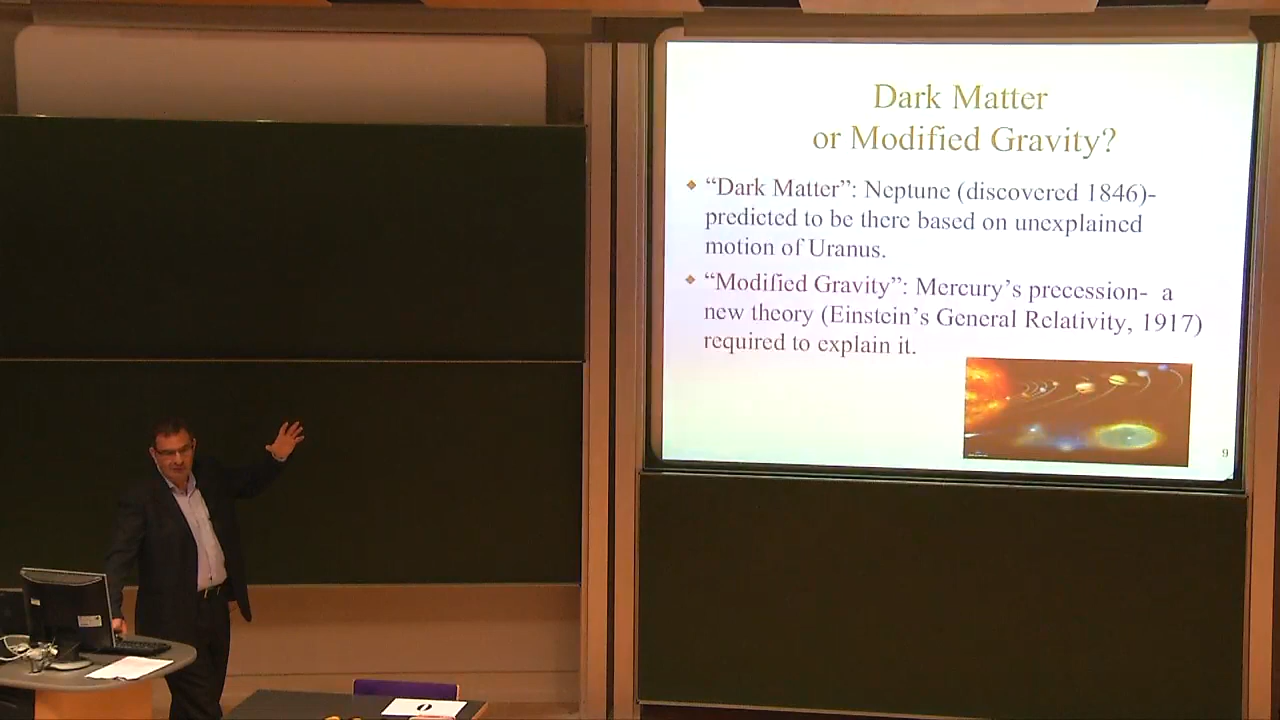 Dark Matter
or Modified Gravity?
“Dark Matter”: Neptune (discovered 1846)-
predicted to be there based on unexplained
motion of Uranus.
“Modified Gravity”: Mercury’s precession- a
new theory (Einstein’s General Relativity, 1917)
required to explain it.
9